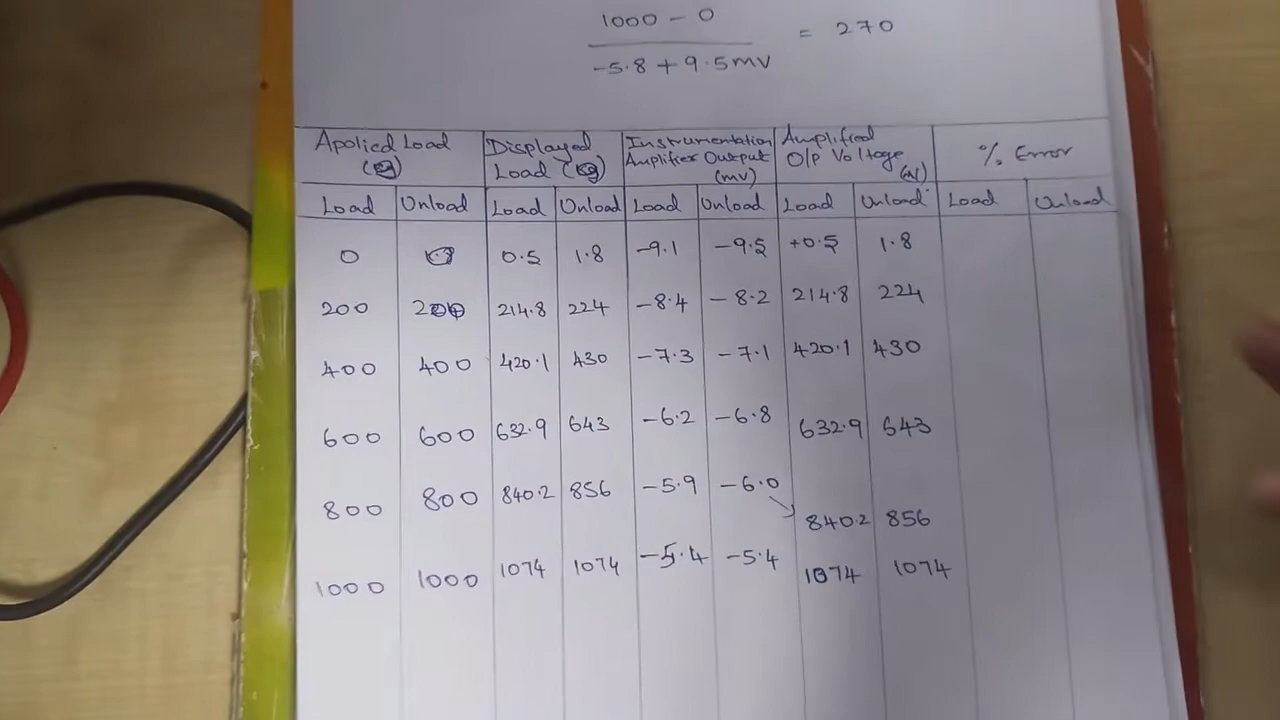 1000 - 0
= 270
-5.8 + 9.5mV
Applied Load Displayed Instrumentation Amplified % Error
Load (kg) Amplifier Output O/P Voltage
(mV)
Load Unload Load Unload Load Unload Load Unload Load Unload
0 0.5 1.8 -9.1 -9.5 +0.5 1.8
200 200 214.8 224 -8.4 -8.2 214.8 224
400 400 420.1 430 -7.3 -7.1 420.1 430
600 600 632.9 643 -6.2 -6.8 632.9 643
800 800 840.2 856 -5.9 -6.0 840.2 856
1000 1000 1074 1074 -5.4 -5.4 1074 1074